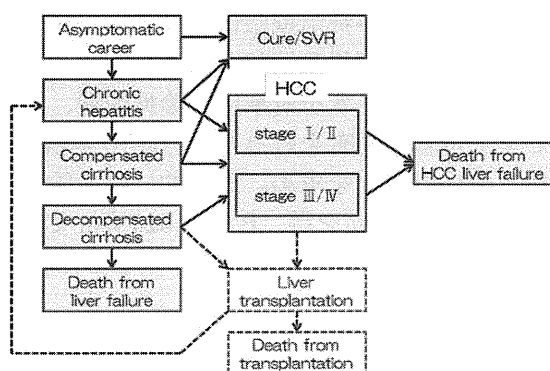 Asymptomatic
career
Cure/SVR
Chronic
hepatitis
HCC
stage Ⅰ/Ⅱ
Compensated
cirrhosis
Death from
HCC liver failure
stage Ⅲ/Ⅳ
Decompensated
cirrhosis
Death from
liver failure
Liver
transplantation
Death from
transplantation